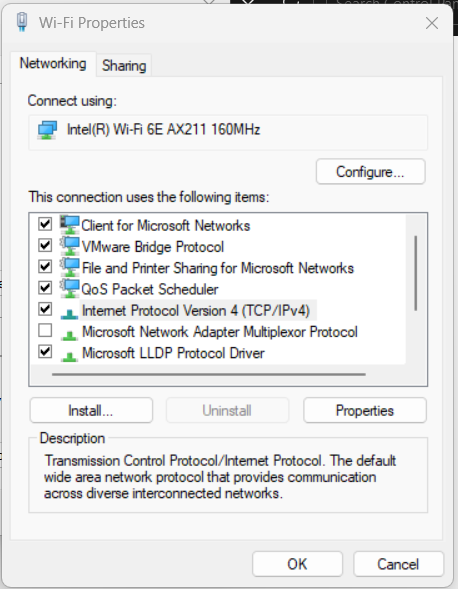 Search Control Pan
Wi-Fi Properties
Networking
Sharing
Connect using:
Intel(R) Wi-Fi 6E AX211 160MHz
Configure...
This connection uses the following items:
Client for Microsoft Networks
VMware Bridge Protocol
File and Printer Sharing for Microsoft Networks
QoS Packet Scheduler
Internet Protocol Version 4 (TCP/IPv4)
Microsoft Network Adapter Multiplexor Protocol
Microsoft LLDP Protocol Driver
Install...
Uninstall
Properties
Description
Transmission Control Protocol/Internet Protocol. The default
wide area network protocol that provides communication
across diverse interconnected networks.
OK
Cancel